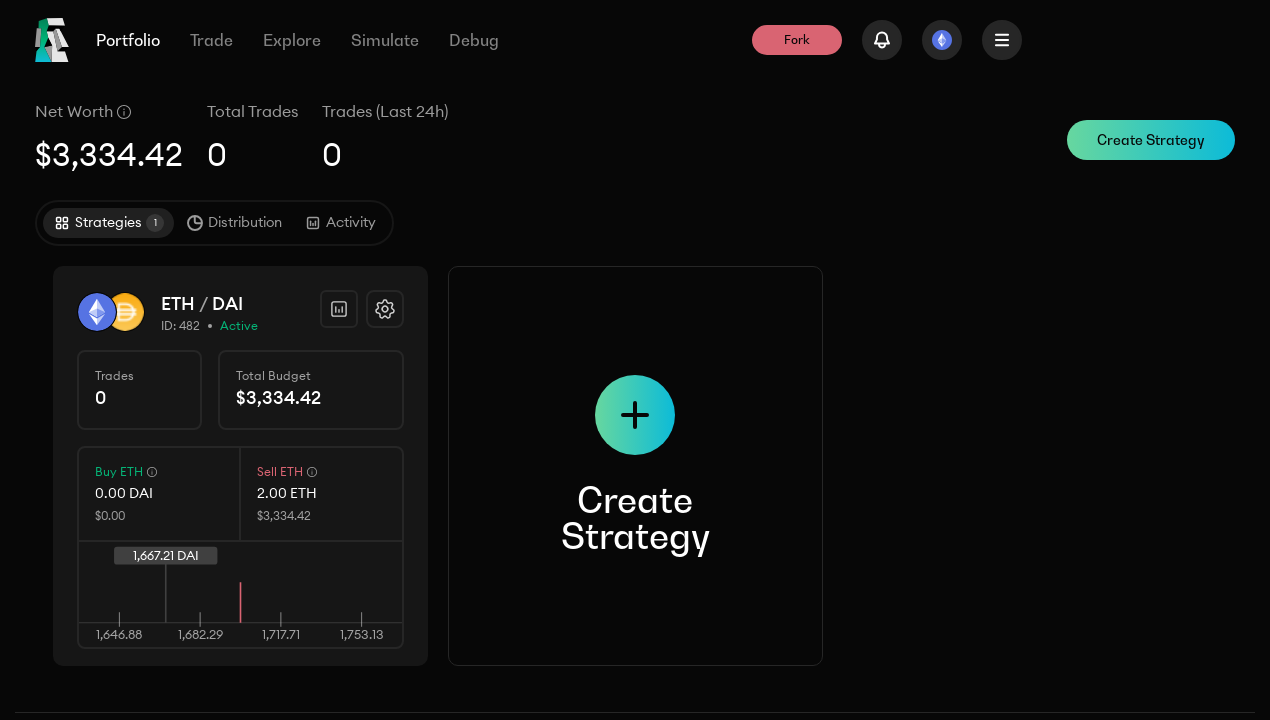 Portfolio Trade Explore Simulate Debug Fork
Net Worth Total Trades Trades (Last 24h)
$3,334.42 0 0
Create Strategy
Strategies 1 Distribution Activity
ETH / DAI
ID: 482 • Active
Trades Total Budget
0 $3,334.42
Buy ETH Sell ETH
0.00 DAI 2.00 ETH
$0.00 $3,334.42
1,667.21 DAI
1,646.88 1,682.29 1,717.71 1,753.13
Create
Strategy